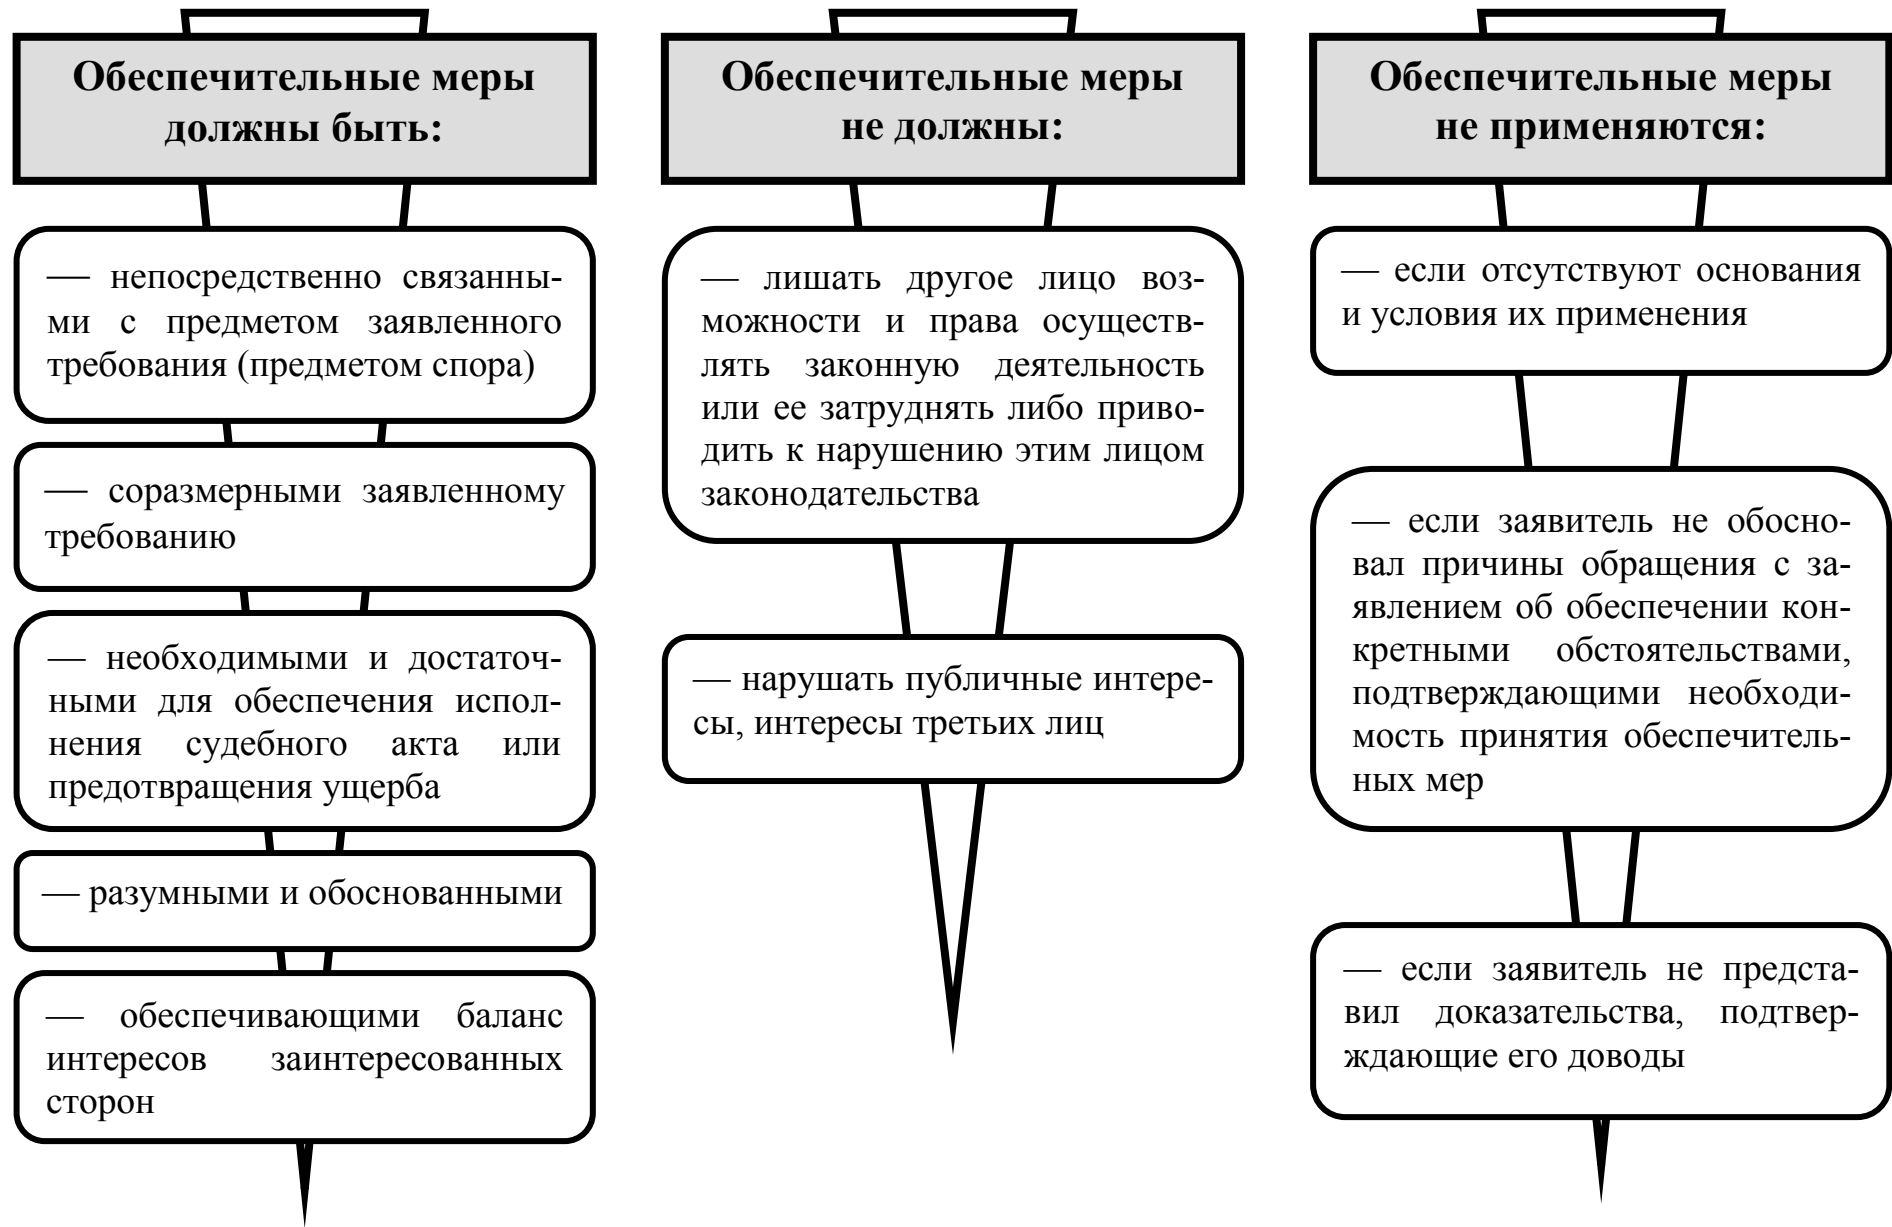 Обеспечительные меры
должны быть:
— непосредственно связанны-
ми с предметом заявленного
требования (предметом спора)
— соразмерными заявленному
требованию
— необходимыми и достаточ-
ными для обеспечения испол-
нения судебного акта или
предотвращения ущерба
— разумными и обоснованными
— обеспечивающими баланс
интересов заинтересованных
сторон
Обеспечительные меры
не должны:
— лишать другое лицо воз-
можности и права осуществ-
лять законную деятельность
или ее затруднять либо приво-
дить к нарушению этим лицом
законодательства
— нарушать публичные интере-
сы, интересы третьих лиц
Обеспечительные меры
не применяются:
— если отсутствуют основания
и условия их применения
— если заявитель не обосно-
вал причины обращения с за-
явлением об обеспечении кон-
кретными обстоятельствами,
подтверждающими необходи-
мость принятия обеспечитель-
ных мер
— если заявитель не предста-
вил доказательства, подтвер-
ждающие его доводы